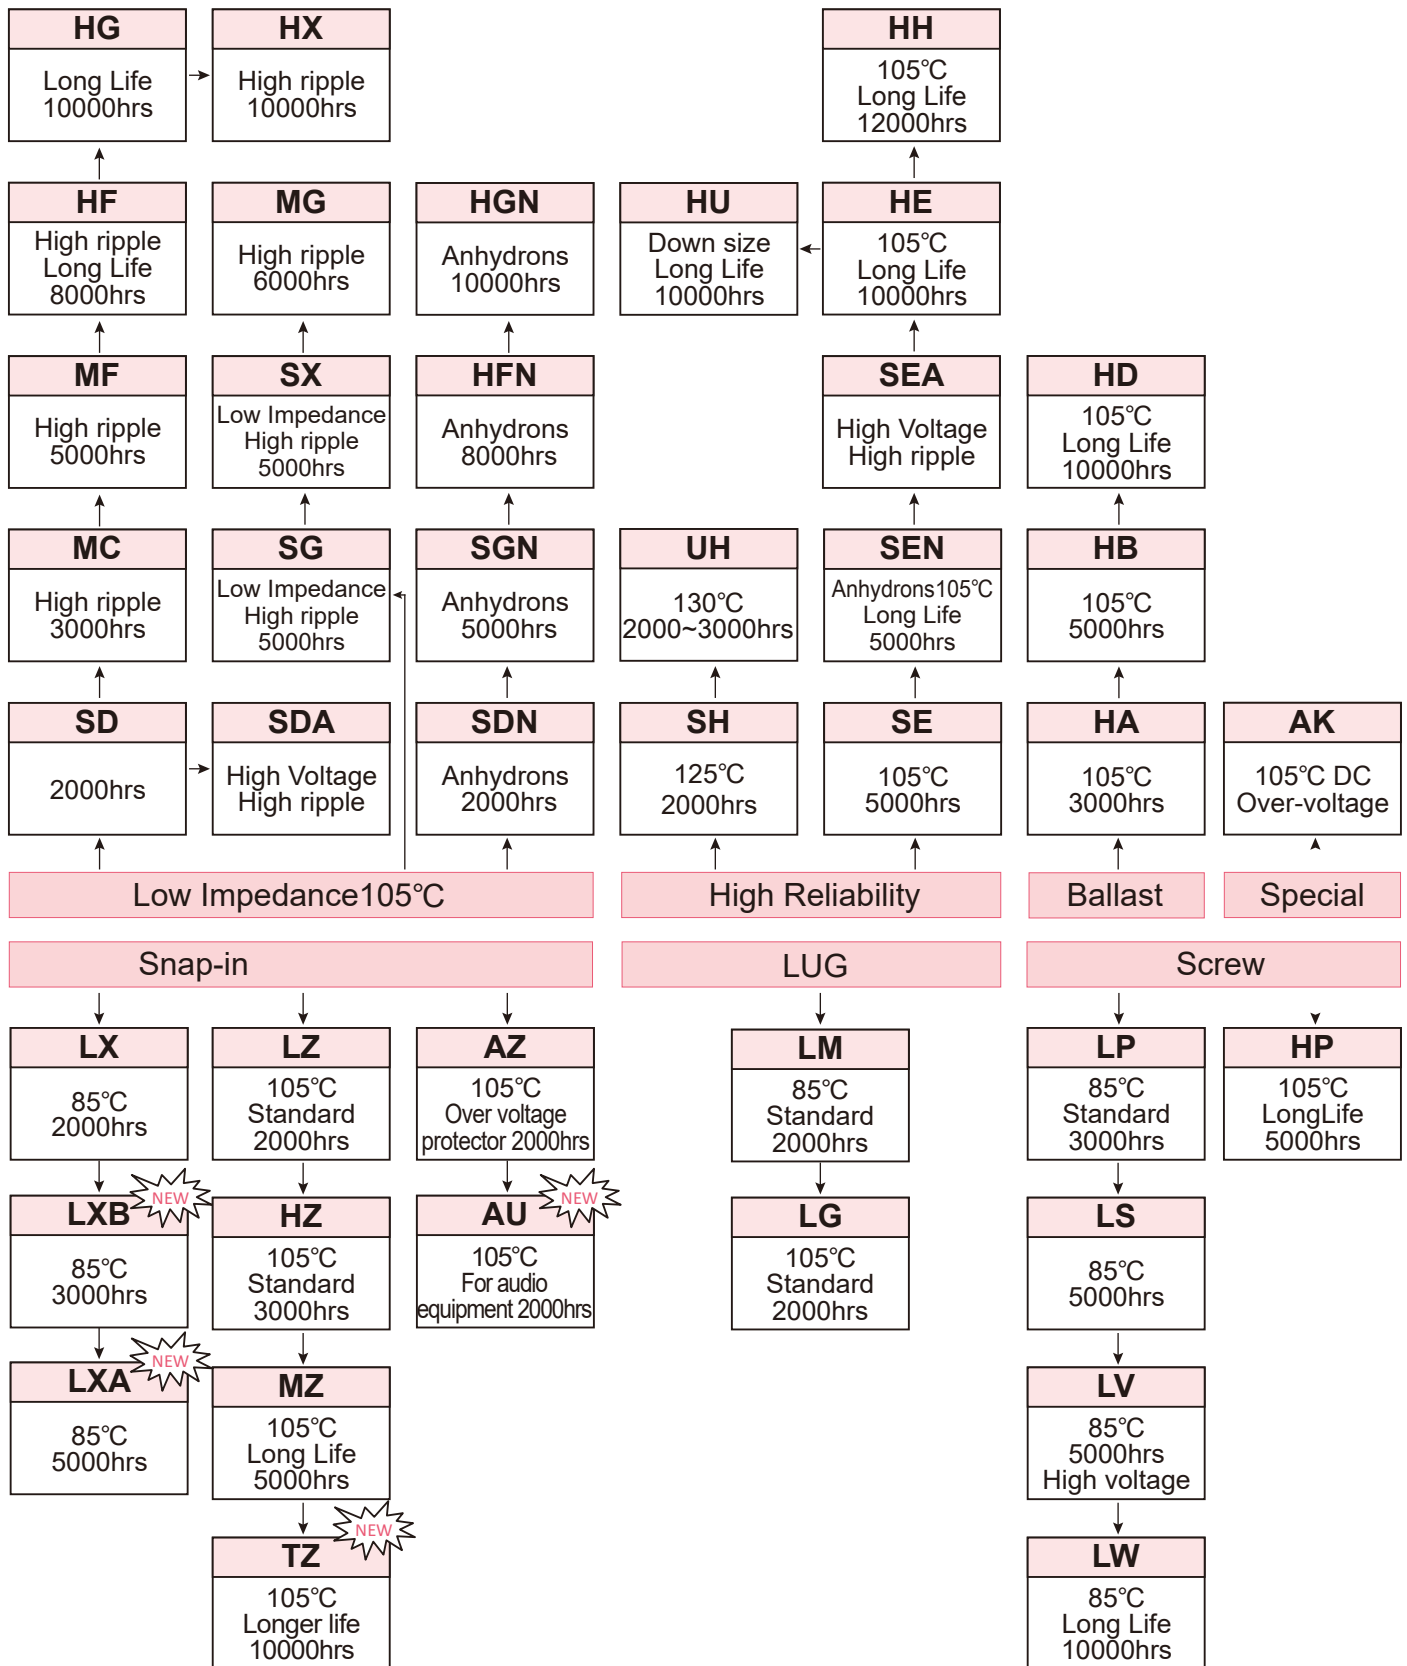 HG
Long Life
10000hrs
HX
High ripple
10000hrs
HH
105℃
Long Life
12000hrs
HF
High ripple
Long Life
8000hrs
MG
High ripple
6000hrs
HGN
Anhydrons
10000hrs
HU
Down size
Long Life
10000hrs
HE
105℃
Long Life
10000hrs
MF
High ripple
5000hrs
SX
Low Impedance
High ripple
5000hrs
HFN
Anhydrons
8000hrs
SEA
High Voltage
High ripple
HD
105℃
Long Life
10000hrs
MC
High ripple
3000hrs
SG
Low Impedance
High ripple
5000hrs
SGN
Anhydrons
5000hrs
UH
130℃
2000~3000hrs
SEN
Anhydrons105℃
Long Life
5000hrs
HB
105℃
5000hrs
SD
2000hrs
SDA
High Voltage
High ripple
SDN
Anhydrons
2000hrs
SH
125℃
2000hrs
SE
105℃
5000hrs
HA
105℃
3000hrs
AK
105℃ DC
Over-voltage
Low Impedance105℃
High Reliability
Ballast
Special
Snap-in
LUG
Screw
LX
85℃
2000hrs
LZ
105℃
Standard
2000hrs
AZ
105℃
Over voltage
protector 2000hrs
LM
85℃
Standard
2000hrs
LP
85℃
Standard
3000hrs
HP
105℃
LongLife
5000hrs
NEW
LXB
85℃
3000hrs
HZ
105℃
Standard
3000hrs
NEW
AU
105℃
For audio
equipment 2000hrs
LG
105℃
Standard
2000hrs
LS
85℃
5000hrs
NEW
LXA
85℃
5000hrs
MZ
105℃
Long Life
5000hrs
LV
85℃
5000hrs
High voltage
NEW
TZ
105℃
Longer life
10000hrs
LW
85℃
Long Life
10000hrs